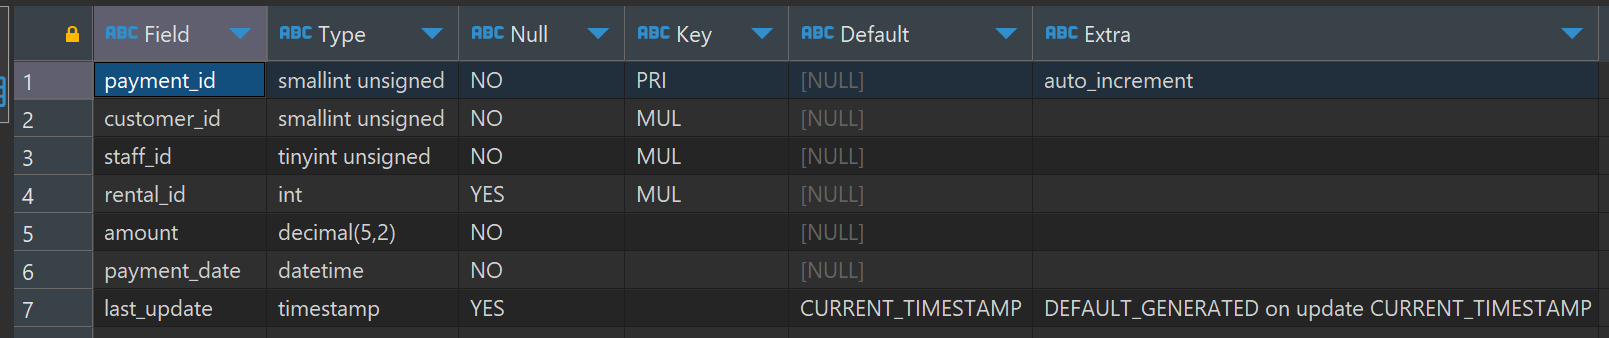 ABC Field ABC Type ABC Null ABC Key ABC Default ABC Extra
1 payment_id smallint unsigned NO PRI [NULL] auto_increment
2 customer_id smallint unsigned NO MUL [NULL]
3 staff_id tinyint unsigned NO MUL [NULL]
4 rental_id int YES MUL [NULL]
5 amount decimal(5,2) NO [NULL]
6 payment_date datetime NO [NULL]
7 last_update timestamp YES CURRENT_TIMESTAMP DEFAULT_GENERATED on update CURRENT_TIMESTAMP